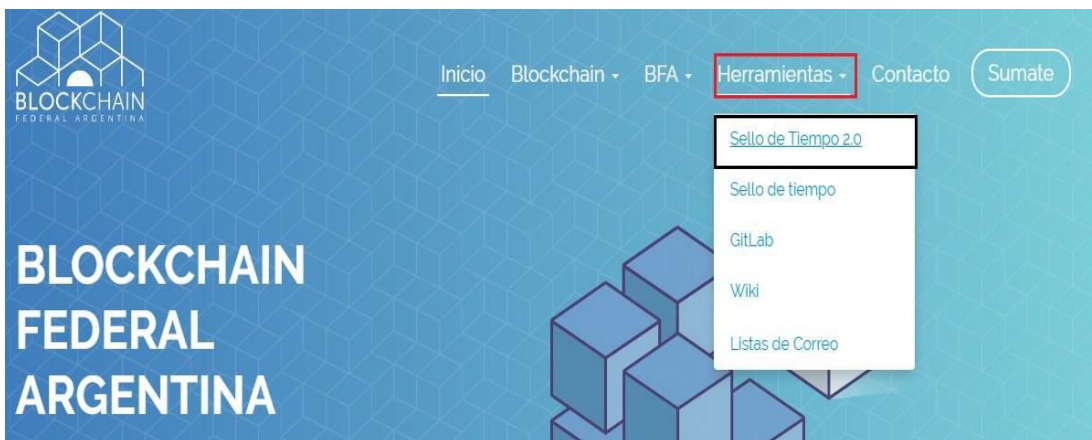 BLOCKCHAIN
FEDERAL ARGENTINA
Inicio Blockchain BFA Herramientas Contacto Sumate
Sello de Tiempo 2.0
Sello de tiempo
GitLab
Wiki
Listas de Correo
BLOCKCHAIN
FEDERAL
ARGENTINA